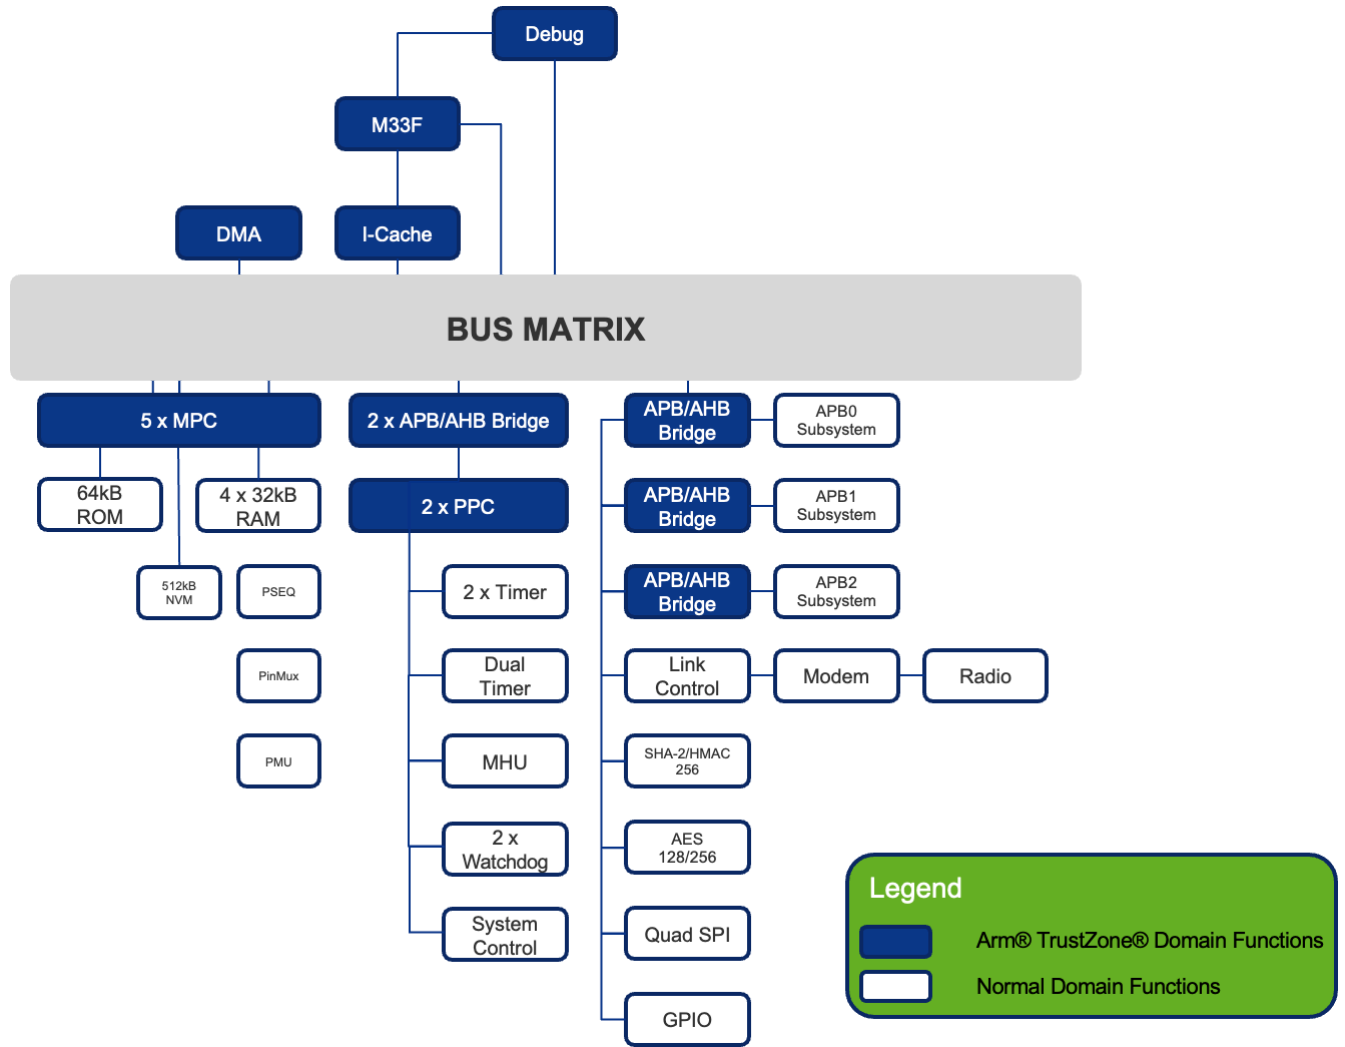 Debug
M33F
DMA
I-Cache
BUS MATRIX
5 x MPC
2 x APB/AHB Bridge
APB/AHB
Bridge
APB0
Subsystem
64kB
ROM
4 x 32kB
RAM
2 x PPC
APB/AHB
Bridge
APB1
Subsystem
512kB
NVM
PSEQ
2 x Timer
APB/AHB
Bridge
APB2
Subsystem
PinMux
Dual
Timer
Link
Control
Modem
Radio
PMU
MHU
SHA-2/HMAC
256
2 x
Watchdog
AES
128/256
System
Control
Quad SPI
GPIO
Legend
Arm® TrustZone® Domain Functions
Normal Domain Functions